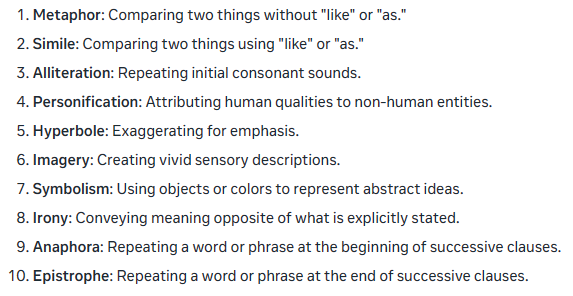 1. Metaphor: Comparing two things without "like" or "as."
2. Simile: Comparing two things using "like" or "as."
3. Alliteration: Repeating initial consonant sounds.
4. Personification: Attributing human qualities to non-human entities.
5. Hyperbole: Exaggerating for emphasis.
6. Imagery: Creating vivid sensory descriptions.
7. Symbolism: Using objects or colors to represent abstract ideas.
8. Irony: Conveying meaning opposite of what is explicitly stated.
9. Anaphora: Repeating a word or phrase at the beginning of successive clauses.
10. Epistrophe: Repeating a word or phrase at the end of successive clauses.